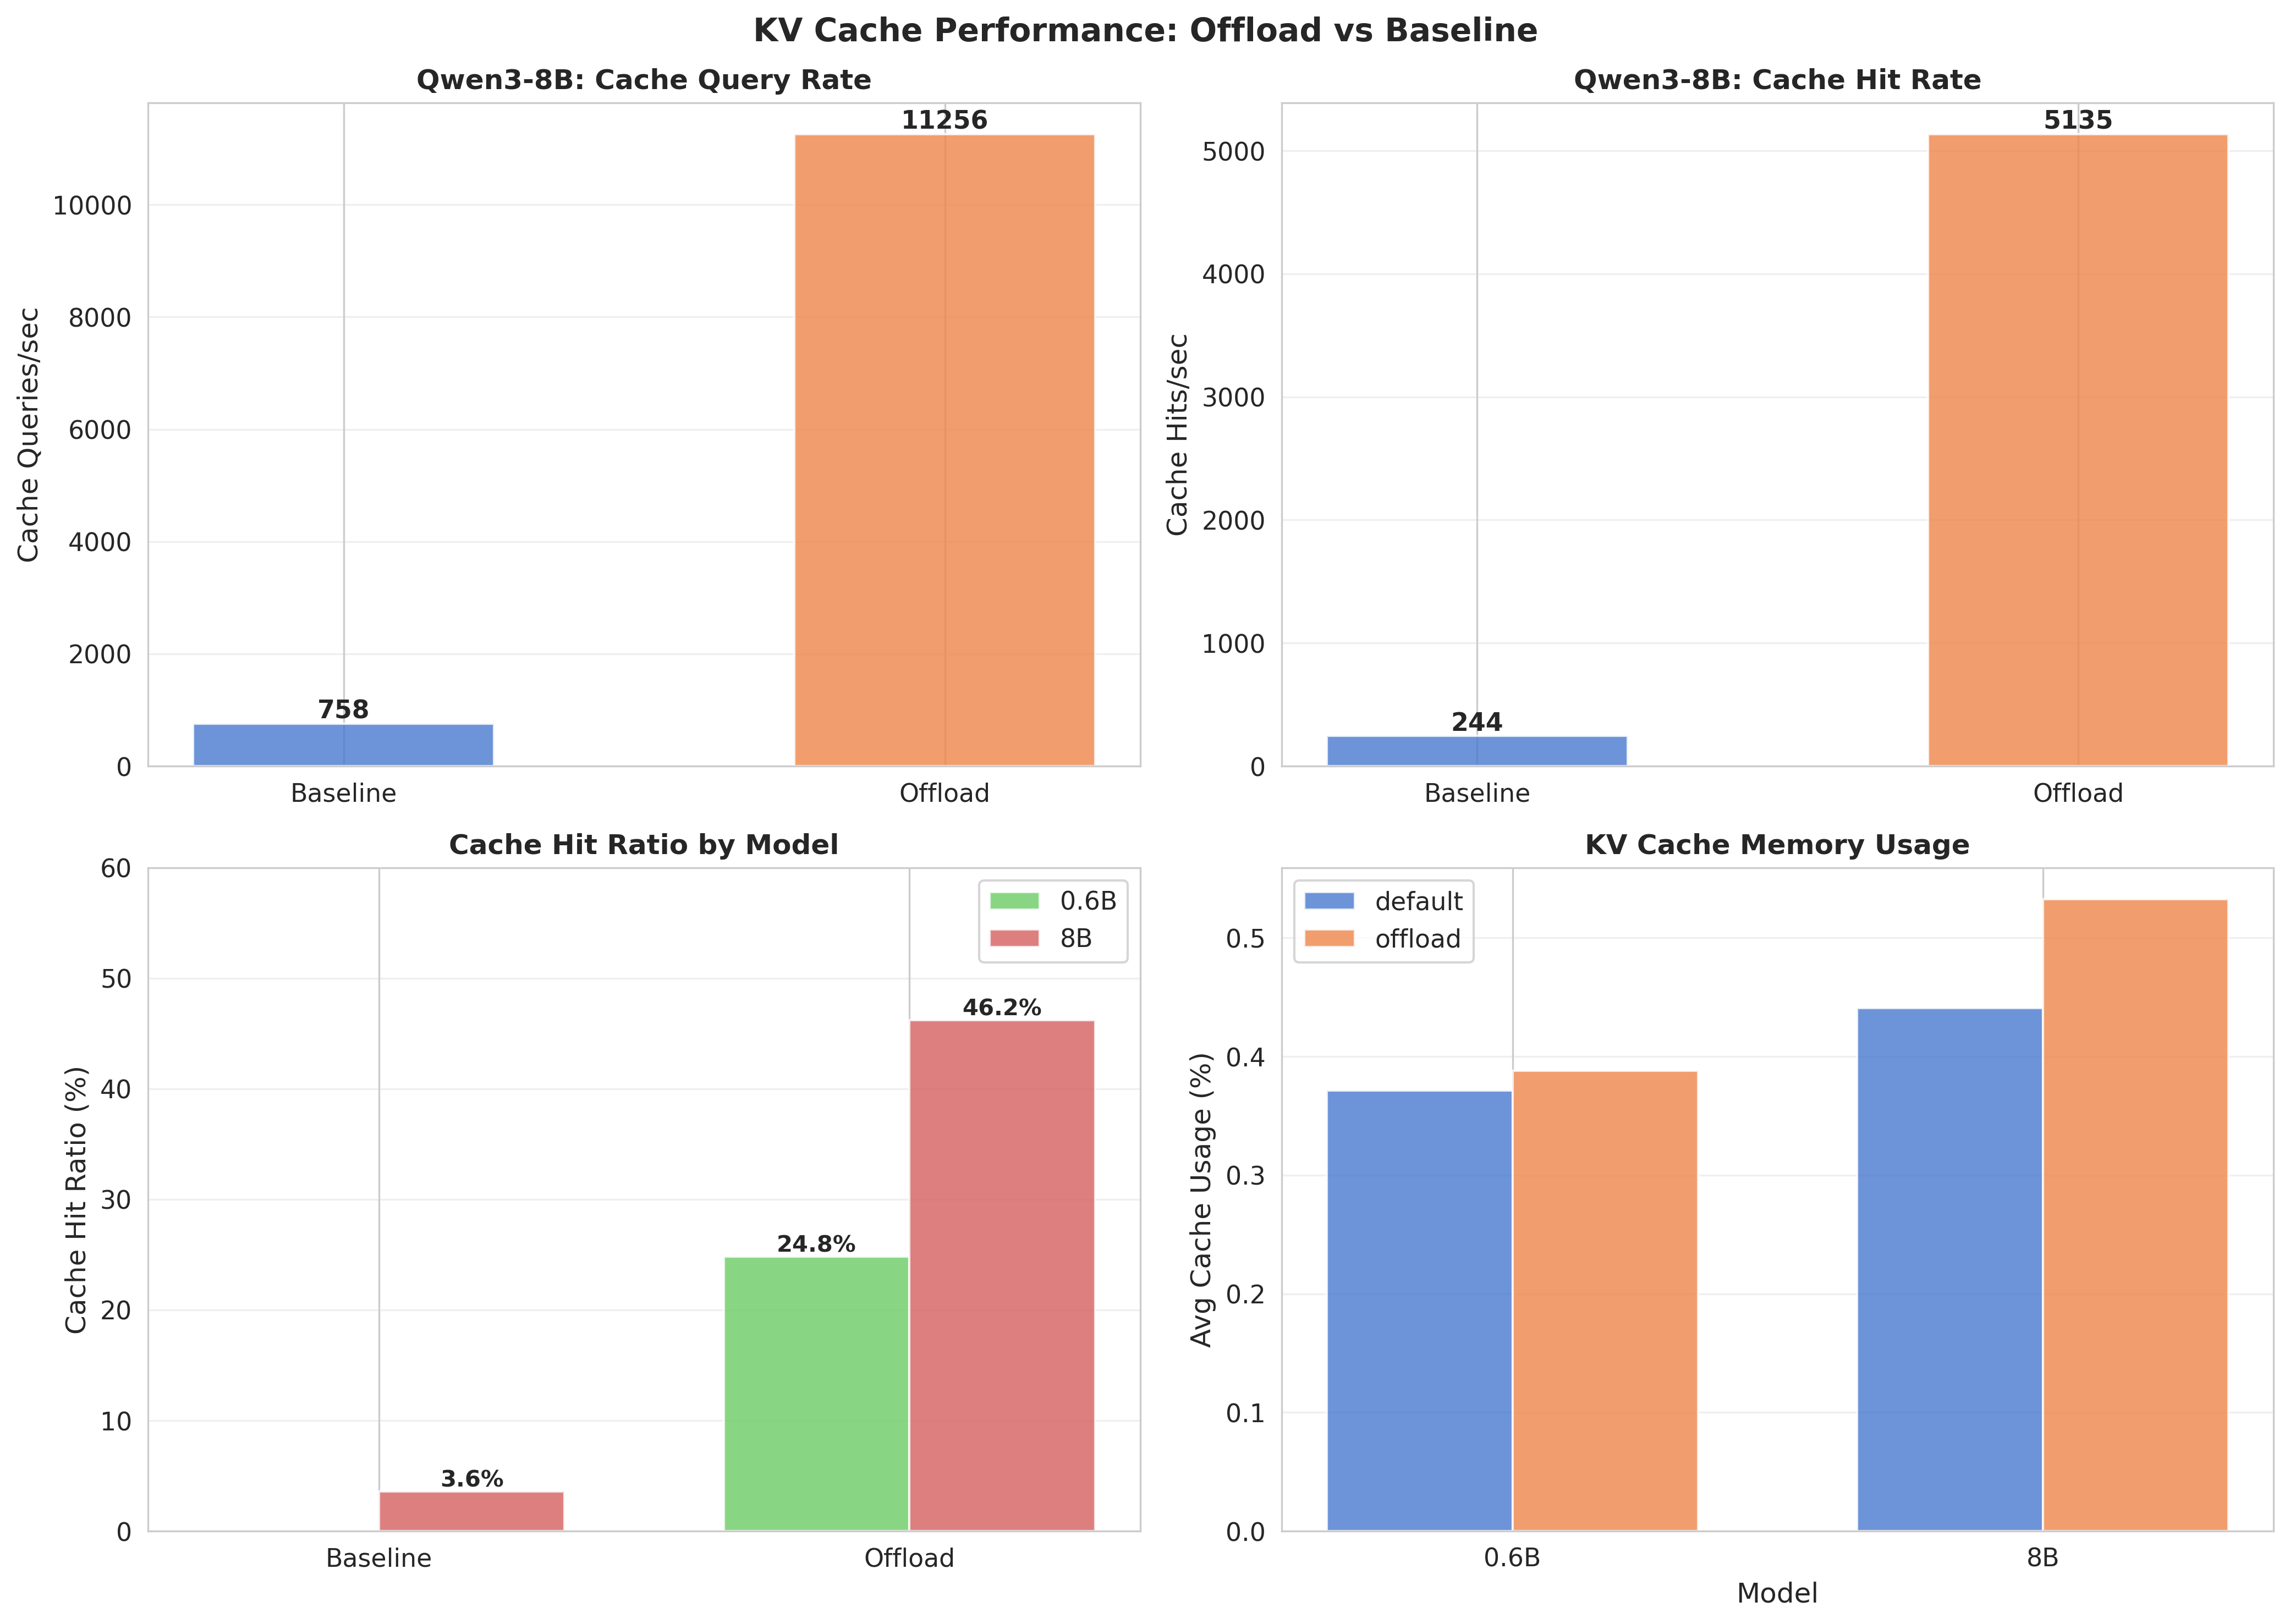 KV Cache Performance: Offload vs Baseline
Qwen3-8B: Cache Query Rate
Cache Queries/sec
10000
8000
6000
4000
2000
0
758
11256
Baseline
Offload
Qwen3-8B: Cache Hit Rate
Cache Hits/sec
5000
4000
3000
2000
1000
0
244
5135
Baseline
Offload
Cache Hit Ratio by Model
Cache Hit Ratio (%)
60
50
40
30
20
10
0
0.6B
8B
3.6%
24.8%
46.2%
Baseline
Offload
KV Cache Memory Usage
Avg Cache Usage (%)
0.5
0.4
0.3
0.2
0.1
0.0
default
offload
0.6B
8B
Model